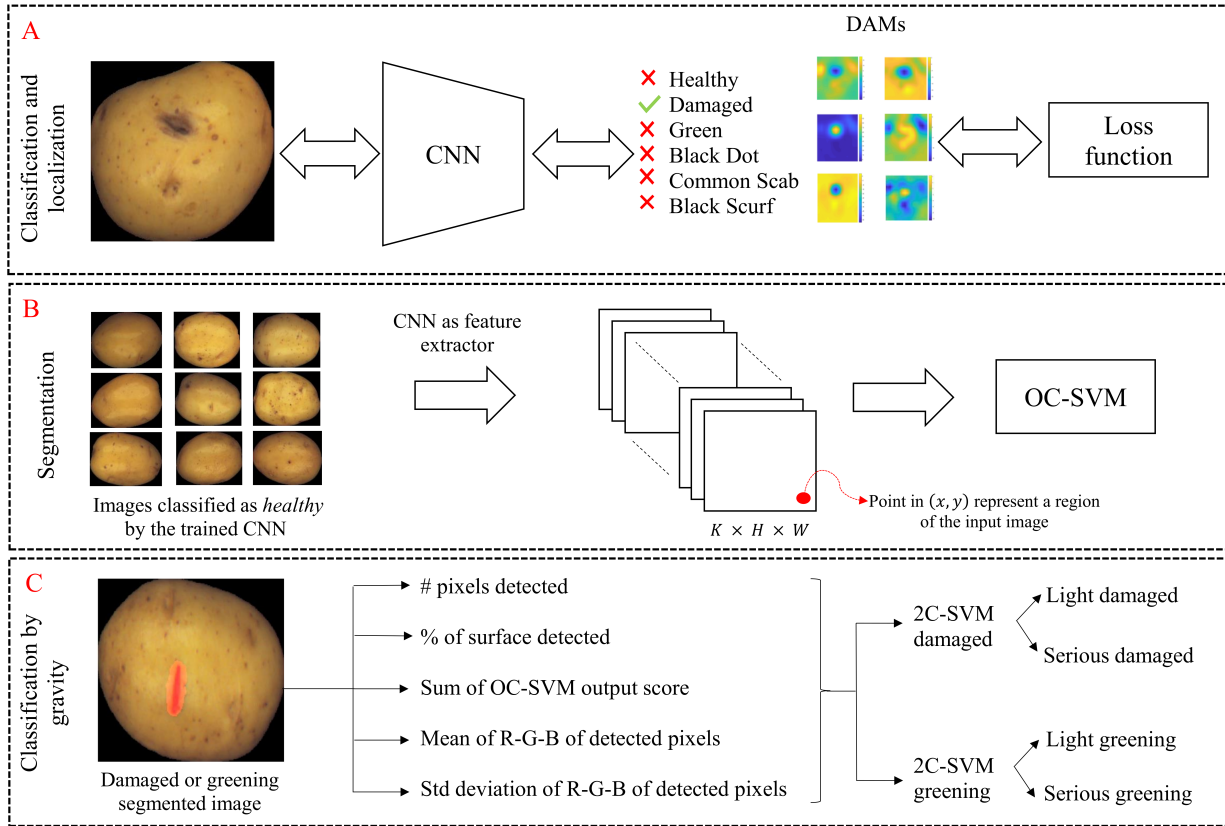 A
Classification and
localization
CNN
Healthy
Damaged
Green
Black Dot
Common Scab
Black Scurf
DAMs
Loss
function
B
Segmentation
Images classified as healthy
by the trained CNN
CNN as feature
extractor
K × H × W
Point in (x, y) represent a region
of the input image
OC-SVM
C
Classification by
gravity
Damaged or greening
segmented image
# pixels detected
% of surface detected
Sum of OC-SVM output score
Mean of R-G-B of detected pixels
Std deviation of R-G-B of detected pixels
2C-SVM
damaged
Light damaged
Serious damaged
2C-SVM
greening
Light greening
Serious greening